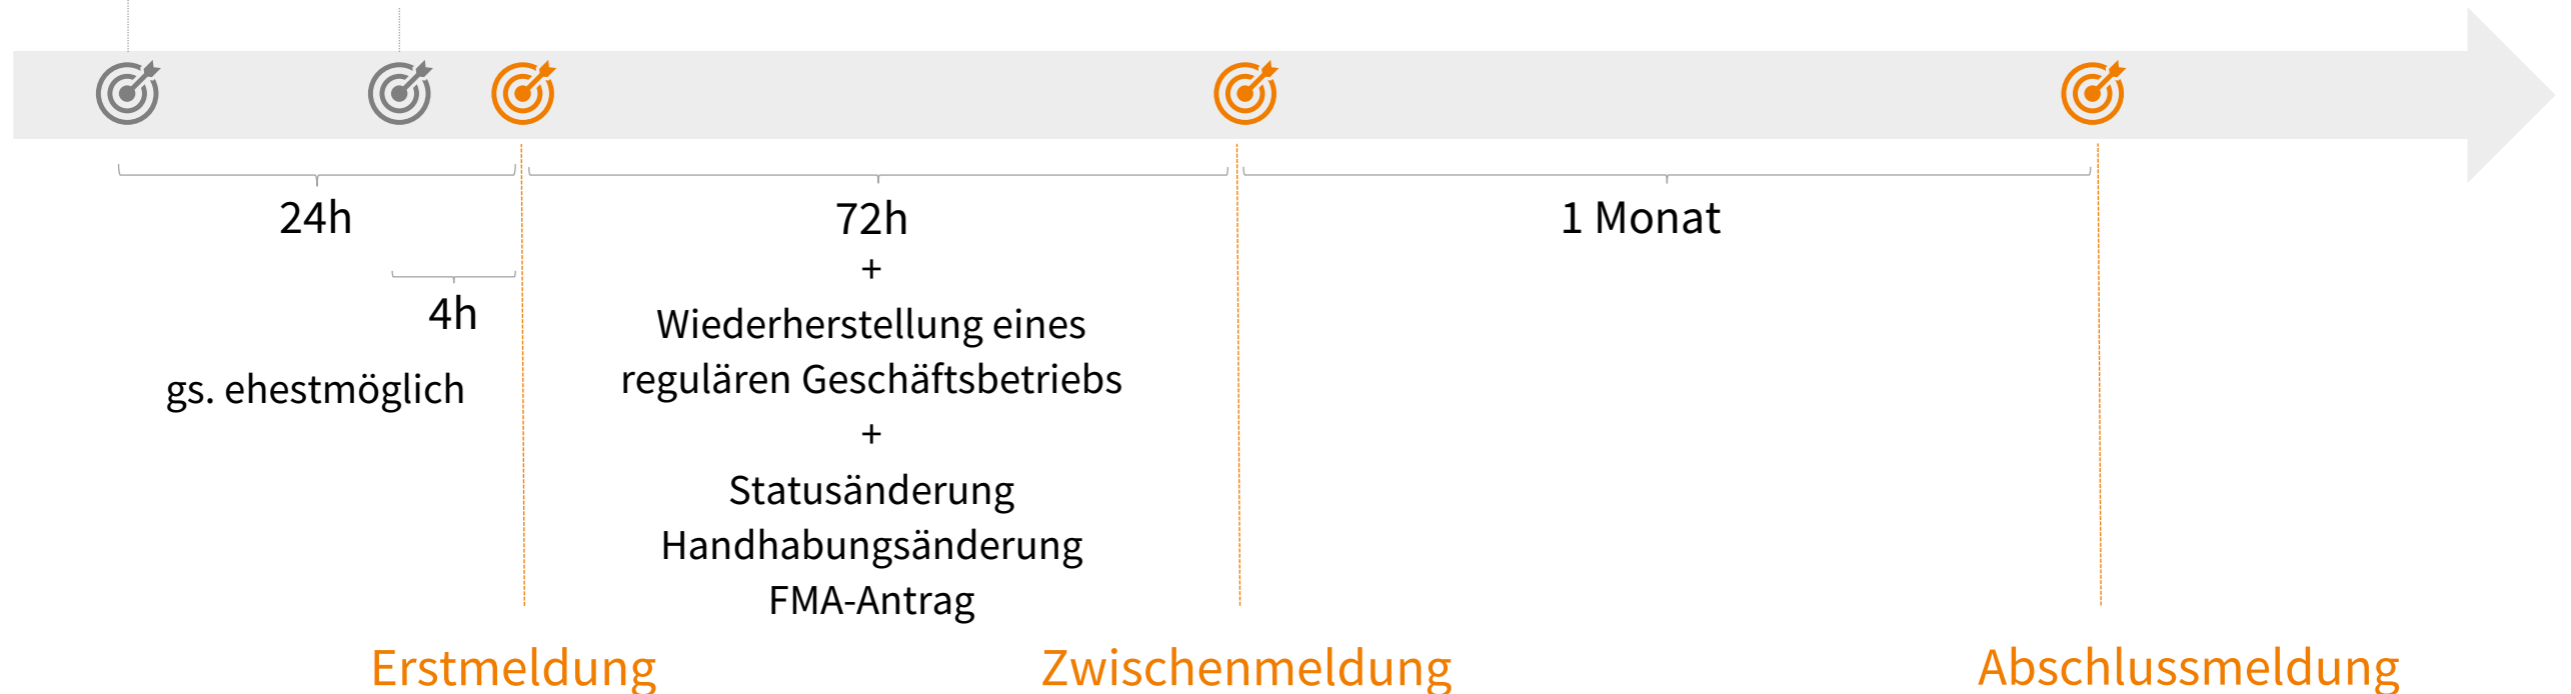 24h
4h
gs. ehestmöglich
72h
+
Wiederherstellung eines
regulären Geschäftsbetriebs
+
Statusänderung
Handhabungsänderung
FMA-Antrag
1 Monat
Erstmeldung
Zwischenmeldung
Abschlussmeldung